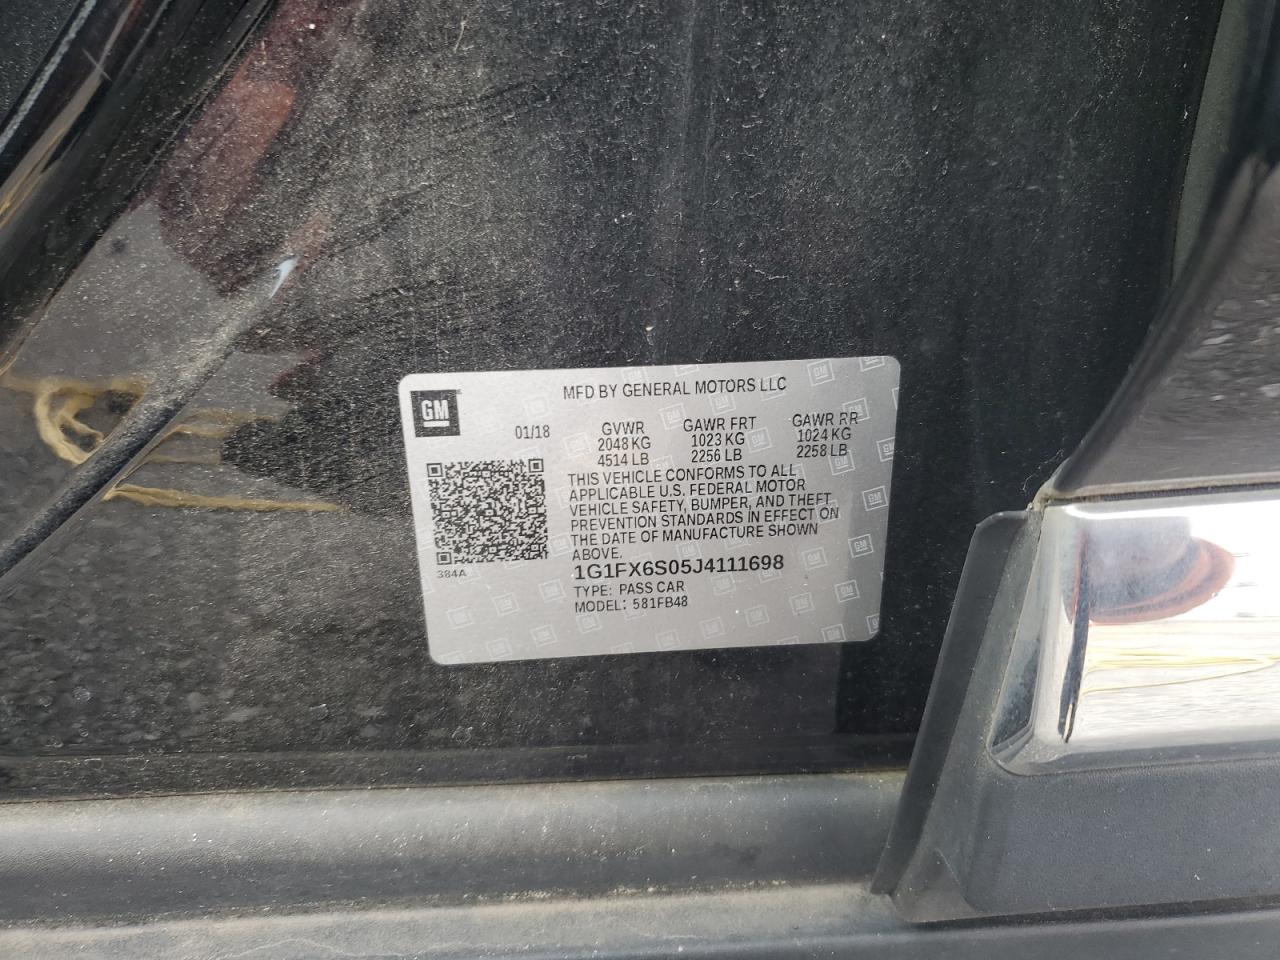 GM
MFD BY GENERAL MOTORS LLC
01/18
GVWR GAWR FRT GAWR RR
2048 KG 1023 KG 1024 KG
4514 LB 2256 LB 2258 LB
THIS VEHICLE CONFORMS TO ALL
APPLICABLE U.S. FEDERAL MOTOR
VEHICLE SAFETY, BUMPER, AND THEFT
PREVENTION STANDARDS IN EFFECT ON
THE DATE OF MANUFACTURE SHOWN
ABOVE.
384A
1G1FX6S05J4111698
TYPE: PASS CAR
MODEL: 581FB48